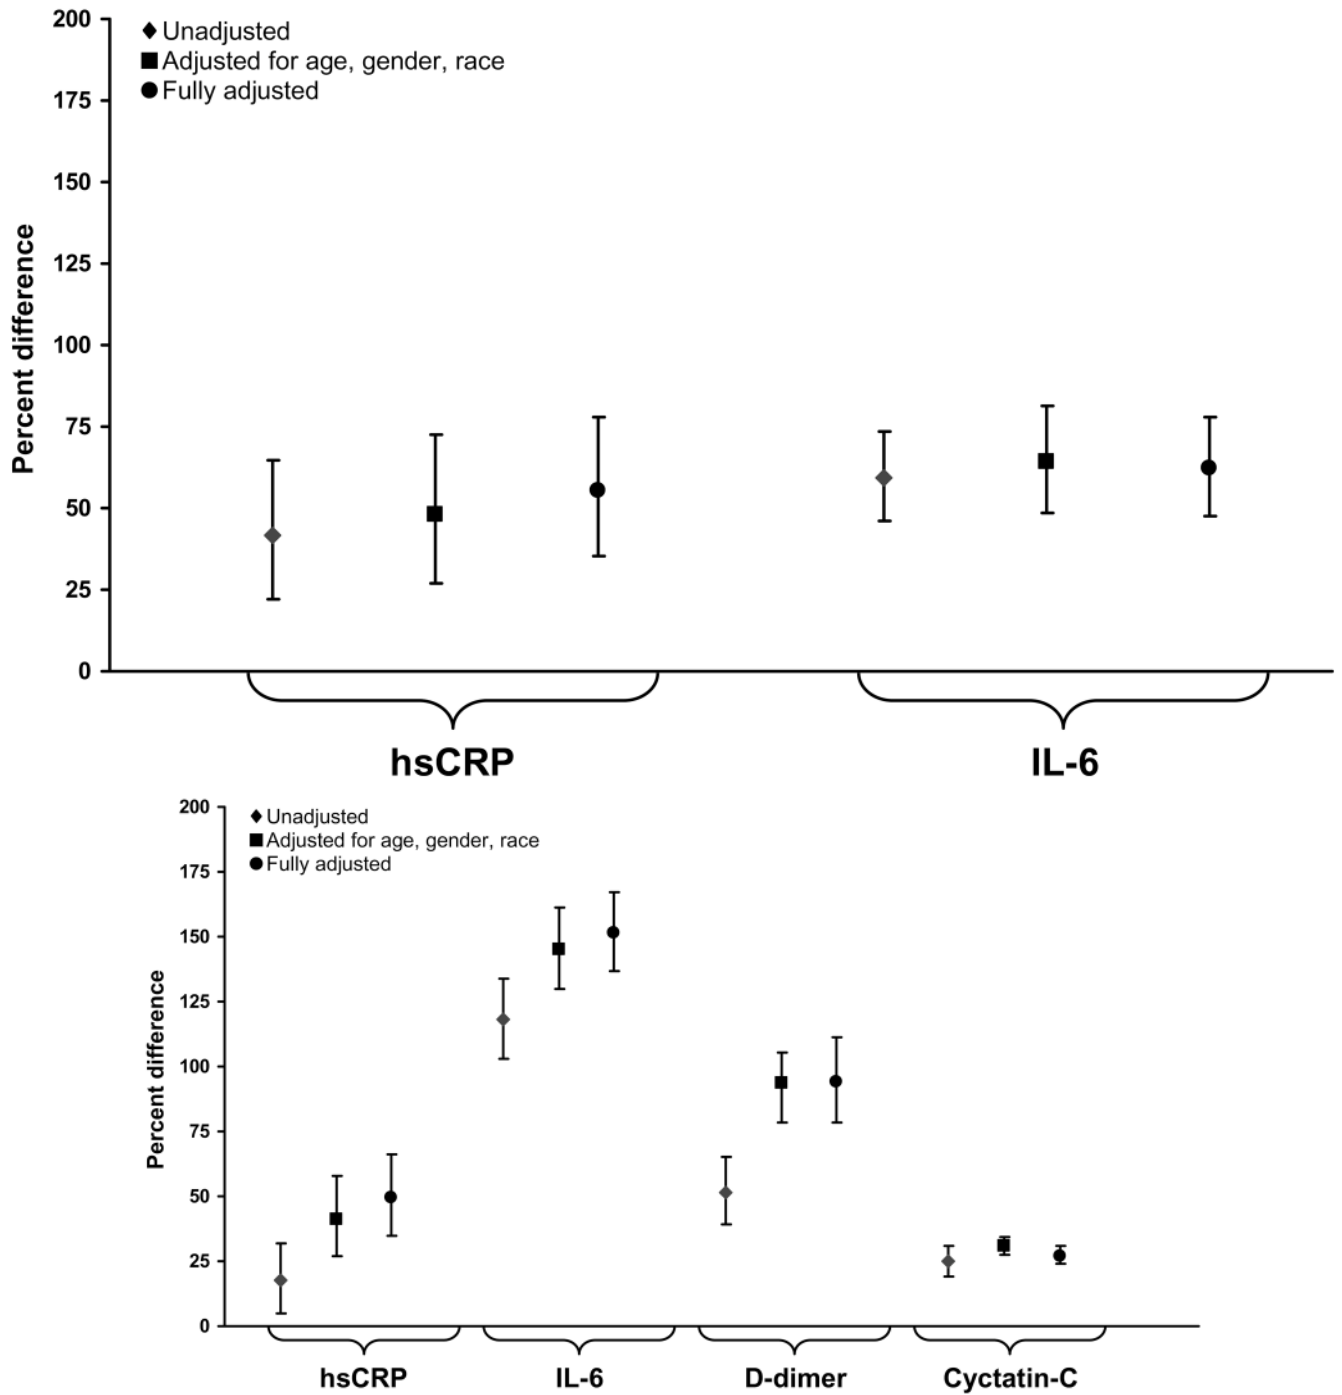 200
Unadjusted
Adjusted for age, gender, race
175
Fully adjusted
150
125
Percent difference
100
75
50
25
0
hsCRP IL-6
200
Unadjusted
Adjusted for age, gender, race
Fully adjusted
175
150
125
Percent difference
100
75
50
25
0
hsCRP IL-6 D-dimer Cyctatin-C